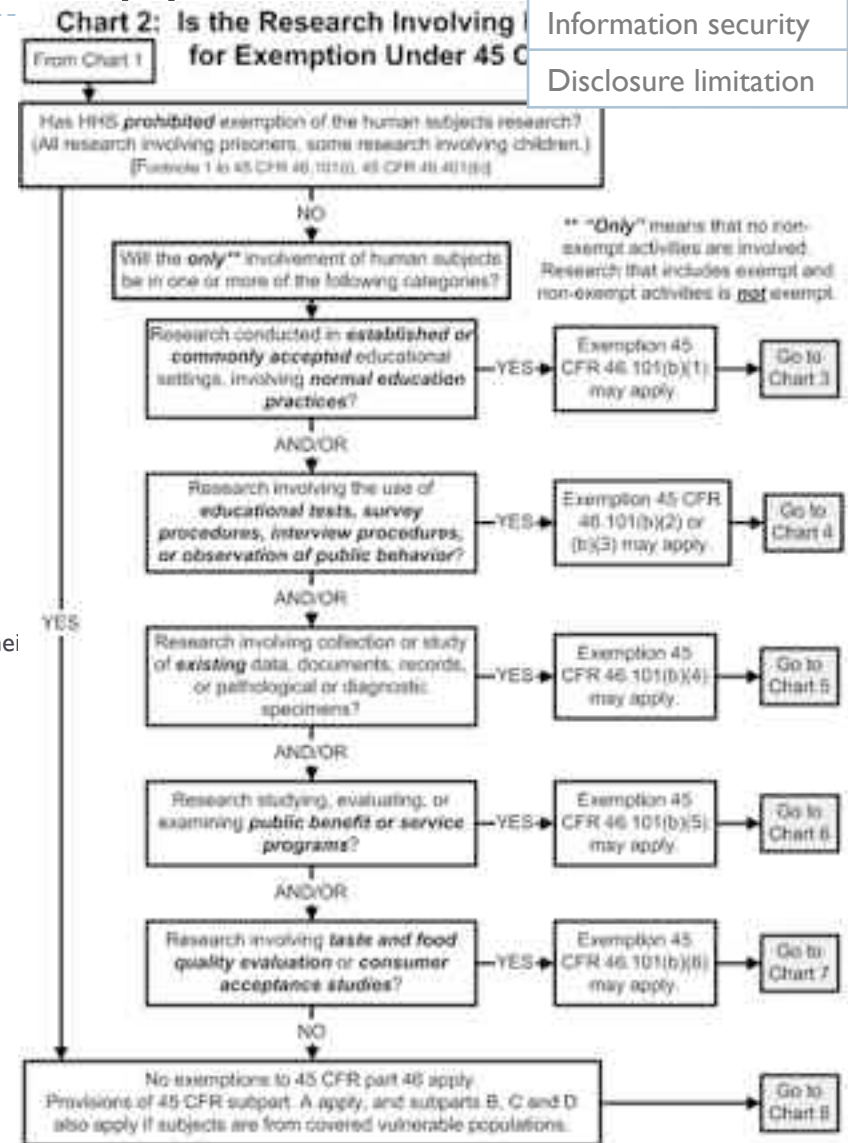 Information security
Disclosure limitation
Chart 2: Is the Research Involving
for Exemption Under 45 C
From Chart 1
Has HHS prohibited exemption of the human subjects research?
(All research involving prisoners, some research involving children.)
[Footnote 1 to 45 CFR 46.101(i), 45 CFR 46.401(b)]
NO
Will the only** involvement of human subjects
be in one or more of the following categories?
** "Only" means that no non-
exempt activities are involved.
Research that includes exempt and
non-exempt activities is not exempt.
Research conducted in established or
commonly accepted educational
settings, involving normal education
practices?
YES
Exemption 45
CFR 46.101(b)(1)
may apply.
Go to
Chart 3
AND/OR
Research involving the use of
educational tests, survey
procedures, interview procedures,
or observation of public behavior?
YES
Exemption 45 CFR
46.101(b)(2) or
(b)(3) may apply.
Go to
Chart 4
AND/OR
YES
nei
Research involving collection or study
of existing data, documents, records,
or pathological or diagnostic
specimens?
YES
Exemption 45
CFR 46.101(b)(4)
may apply.
Go to
Chart 5
AND/OR
Research studying, evaluating, or
examining public benefit or service
programs?
YES
Exemption 45
CFR 46.101(b)(5)
may apply.
Go to
Chart 6
AND/OR
Research involving taste and food
quality evaluation or consumer
acceptance studies?
YES
Exemption 45
CFR 46.101(b)(6)
may apply.
Go to
Chart 7
NO
No exemptions to 45 CFR part 46 apply.
Provisions of 45 CFR subpart A apply, and subparts B, C and D
also apply if subjects are from covered vulnerable populations.
Go to
Chart 8